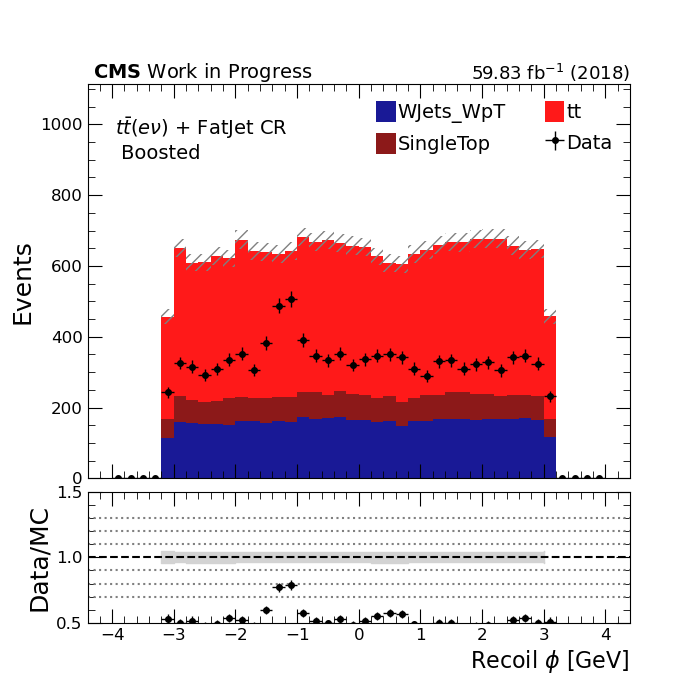 CMS Work in Progress 59.83 fb⁻¹ (2018)
tt̄(eν) + FatJet CR
Boosted
WJets_WpT tt
SingleTop Data
Events
1000
800
600
400
200
0
Data/MC
1.5
1.0
0.5
−4 −3 −2 −1 0 1 2 3 4
Recoil ϕ [GeV]